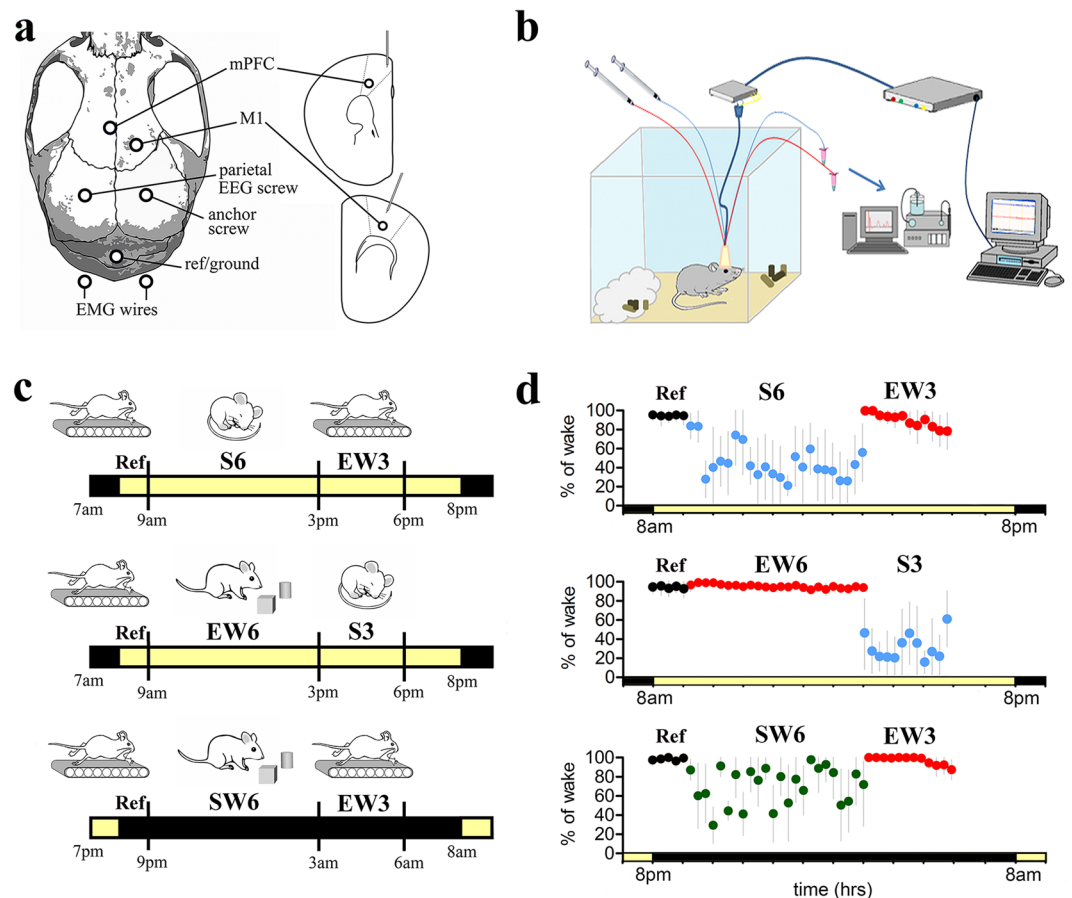 a
mPFC
M1
parietal
EEG screw
anchor
screw
ref/ground
EMG wires
b
c
Ref S6 EW3
7am 9am 3pm 6pm 8pm
Ref EW6 S3
7am 9am 3pm 6pm 8pm
Ref SW6 EW3
7pm 9pm 3am 6am 8am
d
Ref S6 EW3
% of wake
100
80
60
40
20
0
8am 8pm
Ref EW6 S3
% of wake
100
80
60
40
20
0
8am 8pm
Ref SW6 EW3
% of wake
100
80
60
40
20
0
8pm time (hrs) 8am